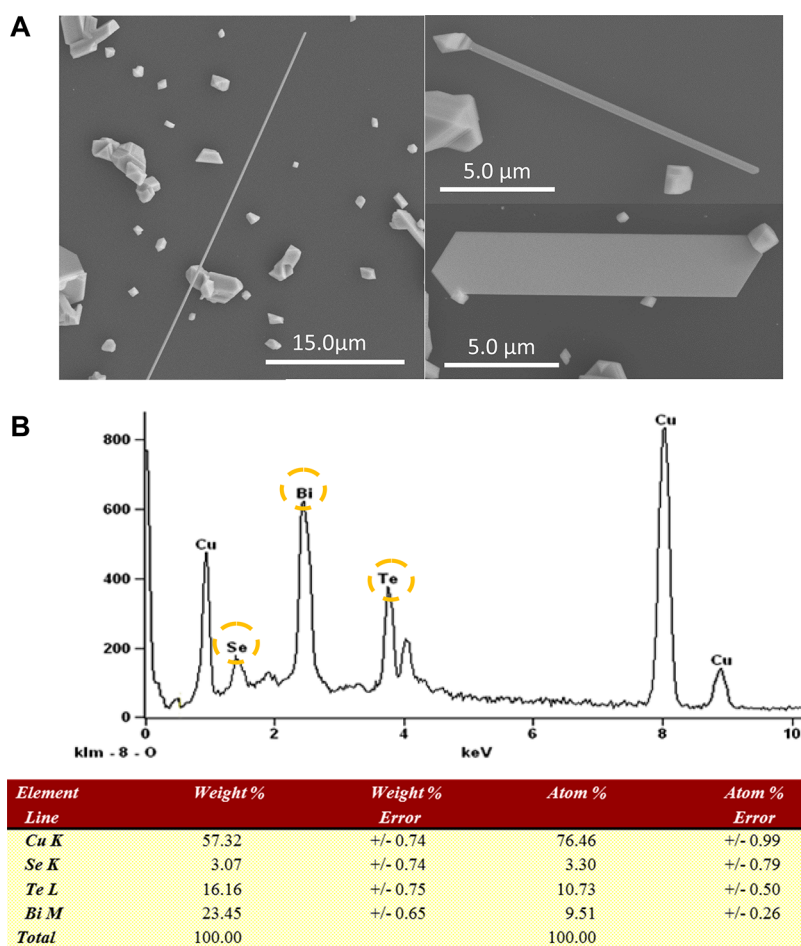 A
15.0μm
5.0 μm
5.0 μm
B
800
600
400
200
0
Cu
Se
Bi
Te
Cu
Cu
0 2 4 6 8 10
klm - 8 - O keV
Element Line Weight % Weight % Error Atom % Atom % Error
Cu K 57.32 +/- 0.74 76.46 +/- 0.99
Se K 3.07 +/- 0.74 3.30 +/- 0.79
Te L 16.16 +/- 0.75 10.73 +/- 0.50
Bi M 23.45 +/- 0.65 9.51 +/- 0.26
Total 100.00 100.00